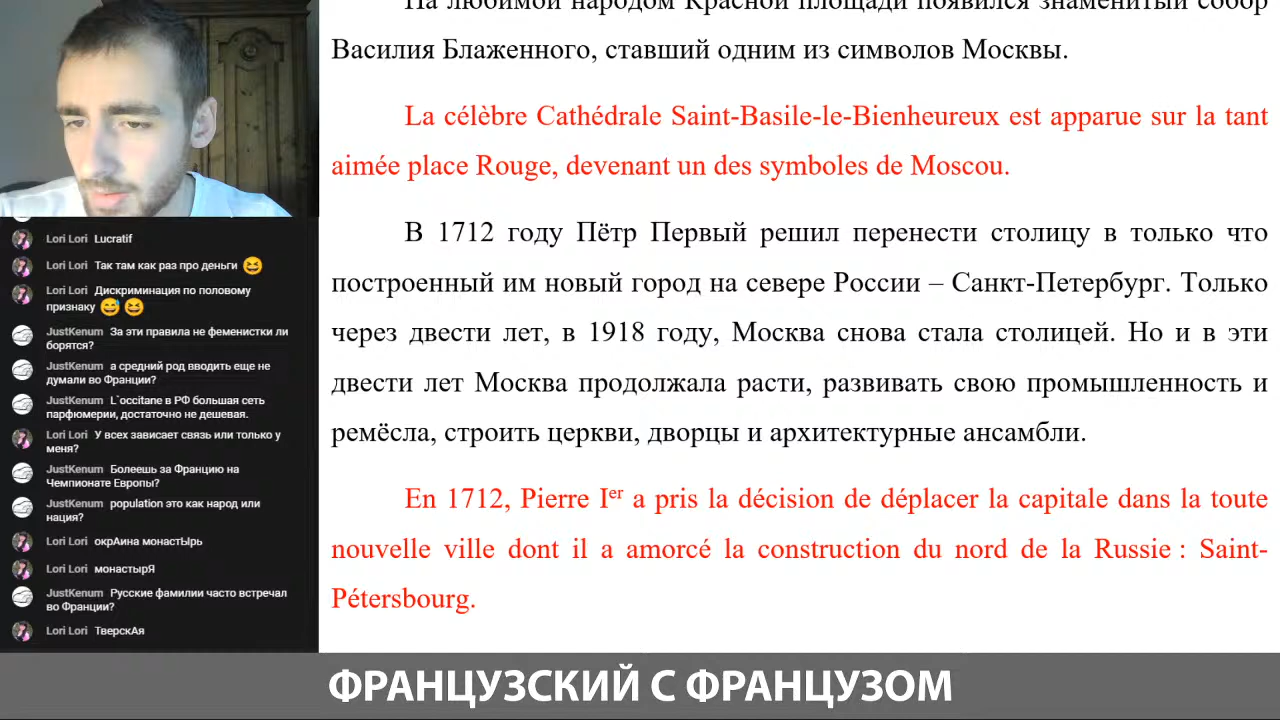 На любимой народом Красной площади появился знаменитый собор
Василия Блаженного, ставший одним из символов Москвы.
La célèbre Cathédrale Saint-Basile-le-Bienheureux est apparue sur la tant
aimée place Rouge, devenant un des symboles de Moscou.
В 1712 году Пётр Первый решил перенести столицу в только что
построенный им новый город на севере России – Санкт-Петербург. Только
через двести лет, в 1918 году, Москва снова стала столицей. Но и в эти
двести лет Москва продолжала расти, развивать свою промышленность и
ремёсла, строить церкви, дворцы и архитектурные ансамбли.
En 1712, Pierre Ier a pris la décision de déplacer la capitale dans la toute
nouvelle ville dont il a amorcé la construction du nord de la Russie : Saint-
Pétersbourg.
Lori Lori Lucratif
Lori Lori Так там как раз про деньги 😆
Lori Lori Дискриминация по половому
признаку 😅 😆
JustKenum За эти правила не феменистки ли
борятся?
JustKenum а средний род вводить еще не
думали во Франции?
JustKenum L`occitane в РФ большая сеть
парфюмерии, достаточно не дешевая.
Lori Lori У всех зависает связь или только у
меня?
JustKenum Болеешь за Францию на
Чемпионате Европы?
JustKenum population это как народ или
нация?
Lori Lori окрАина монастЫрь
Lori Lori монастырЯ
JustKenum Русские фамилии часто встречал
во Франции?
Lori Lori ТверскАя
ФРАНЦУЗСКИЙ С ФРАНЦУЗОМ